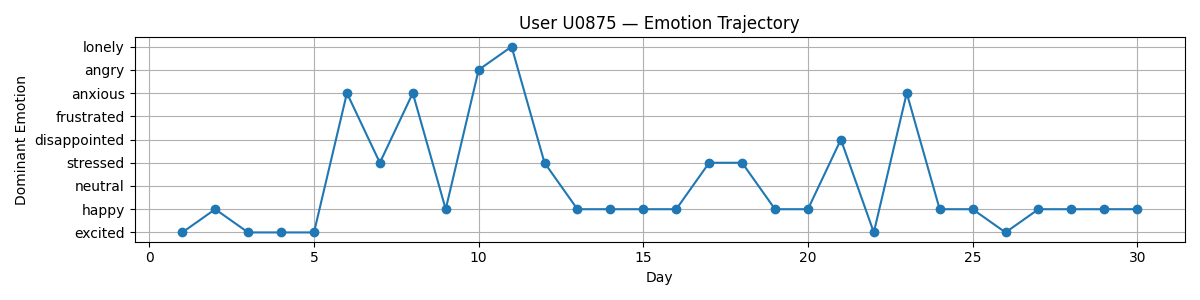 User U0875 — Emotion Trajectory
Dominant Emotion
lonely
angry
anxious
frustrated
disappointed
stressed
neutral
happy
excited
0 5 10 15 20 25 30
Day